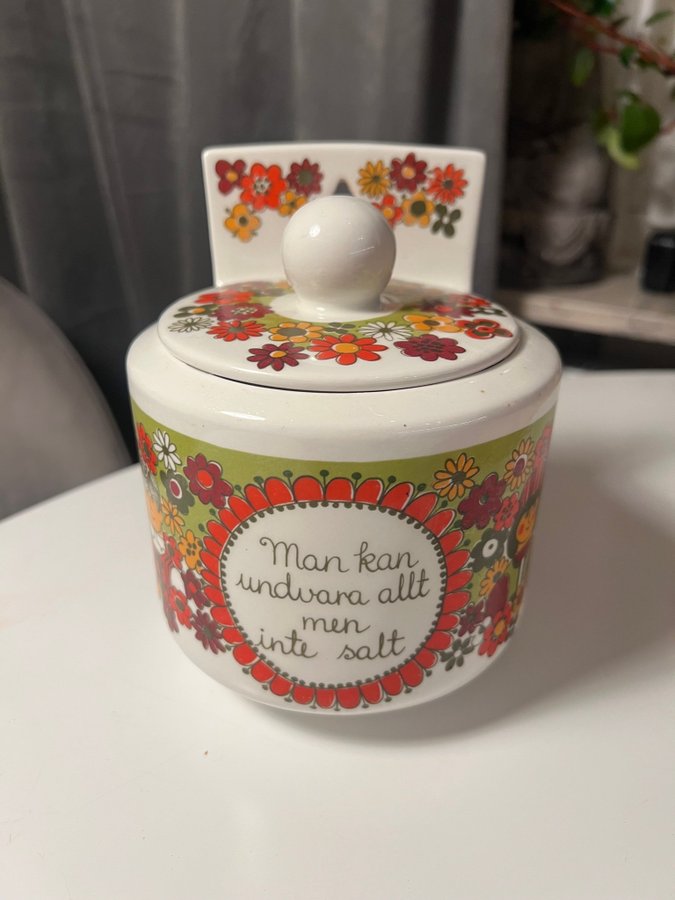 Man kan
undvara allt
men
inte salt